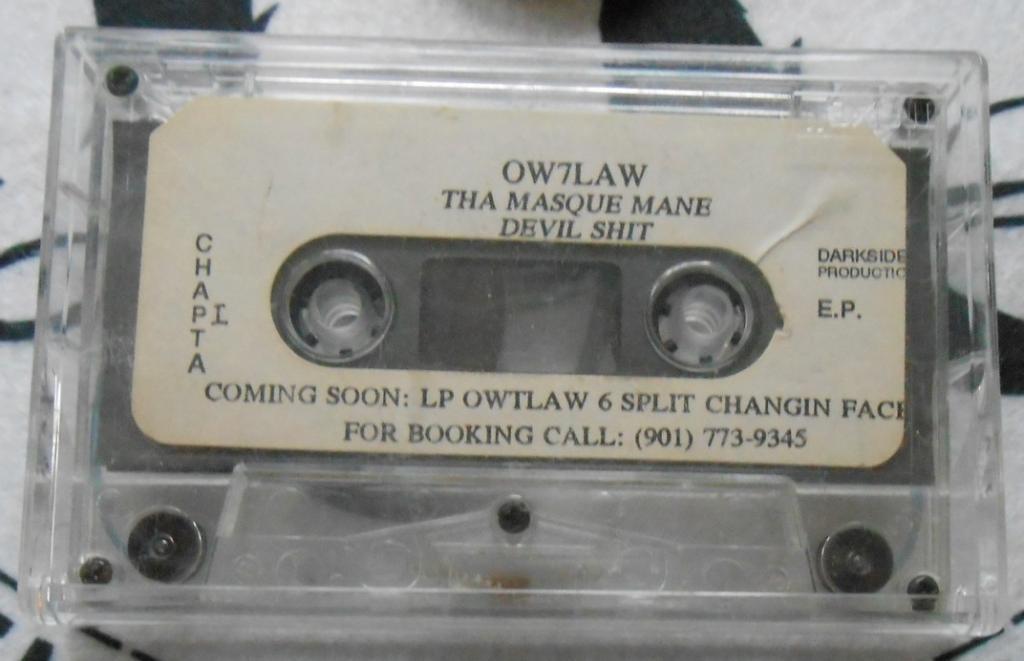 OW7LAW
THA MASQUE MANE
DEVIL SHIT
CHAPTA
I
DARKSIDE
PRODUCTIC
E.P.
COMING SOON: LP OWTLAW 6 SPLIT CHANGIN FACE
FOR BOOKING CALL: (901) 773-9345